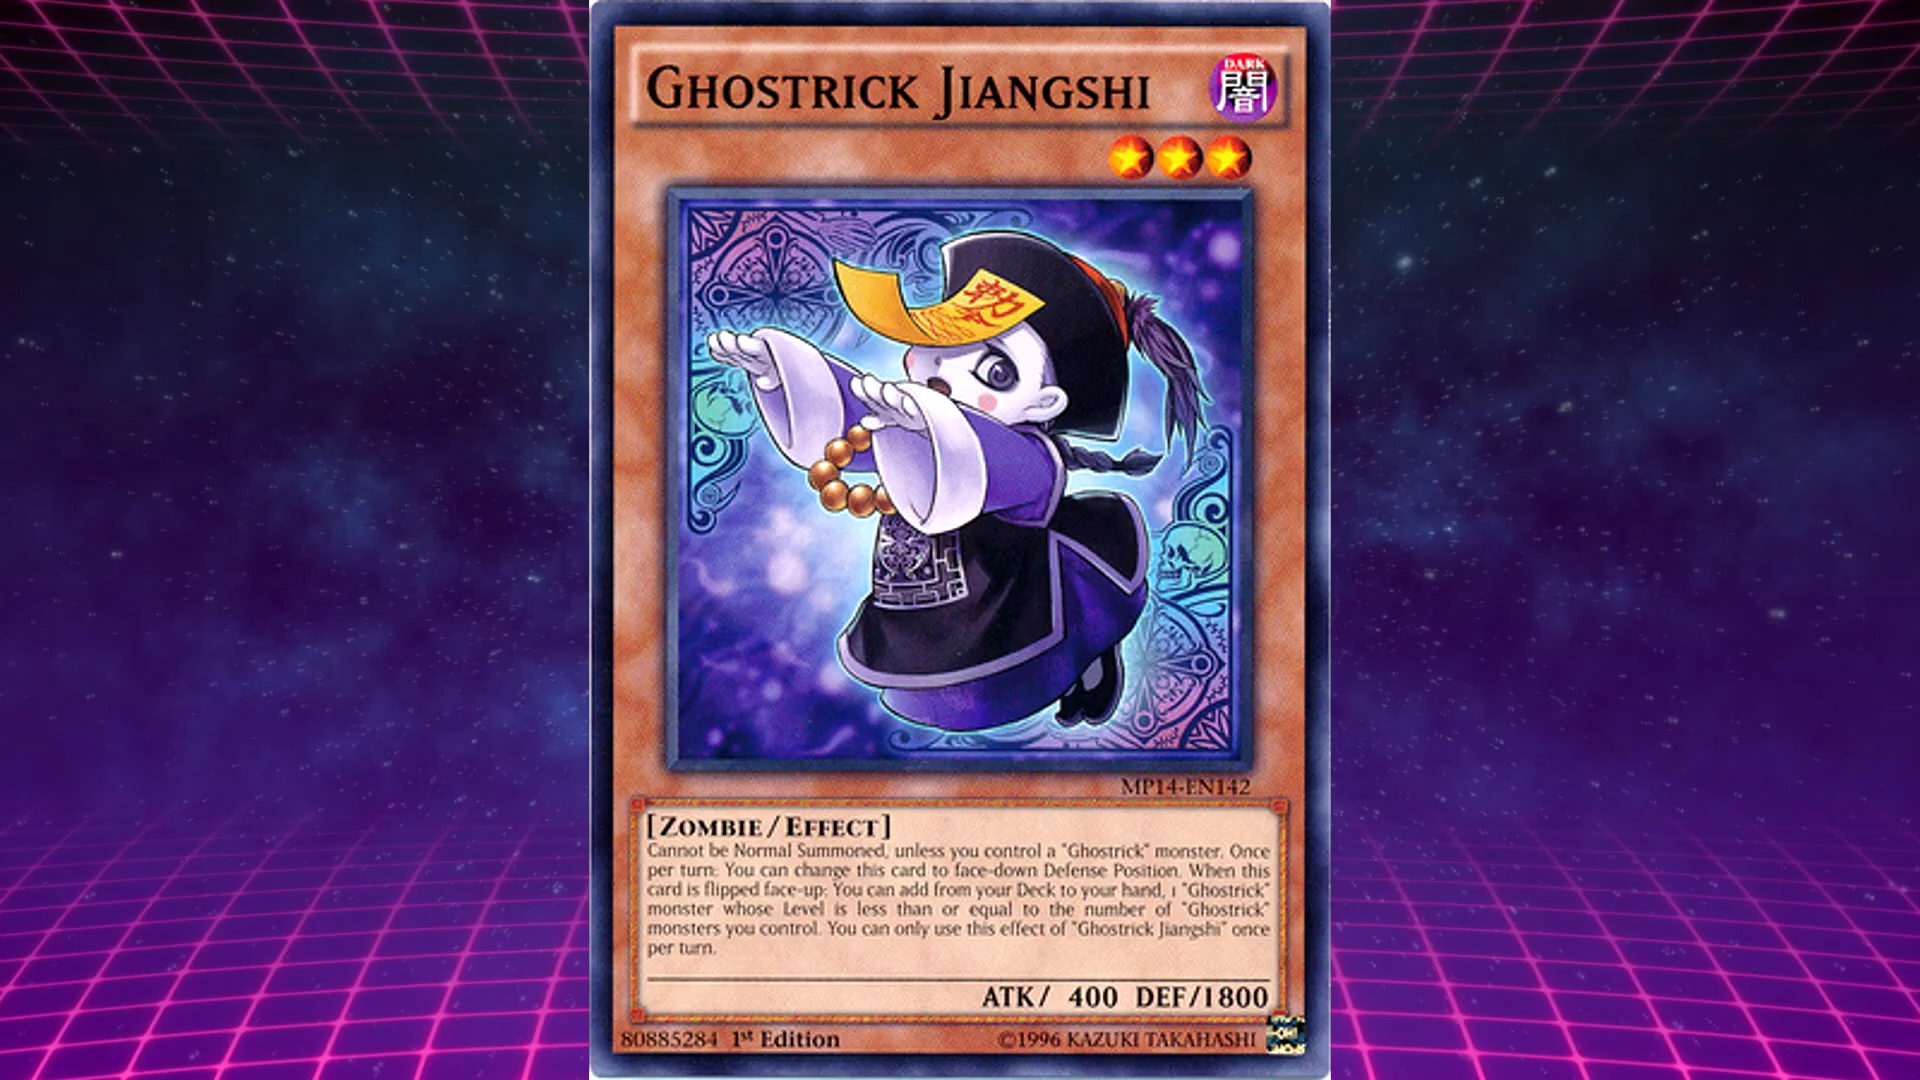 Ghostrick Jiangshi
DARK
闇
勅令
MP14-EN142
[Zombie/Effect]
Cannot be Normal Summoned, unless you control a "Ghostrick" monster. Once
per turn: You can change this card to face-down Defense Position. When this
card is flipped face-up: You can add from your Deck to your hand, 1 "Ghostrick"
monster whose Level is less than or equal to the number of "Ghostrick"
monsters you control. You can only use this effect of "Ghostrick Jiangshi" once
per turn.
ATK/ 400 DEF/1800
80885284 1st Edition ©1996 KAZUKI TAKAHASHI